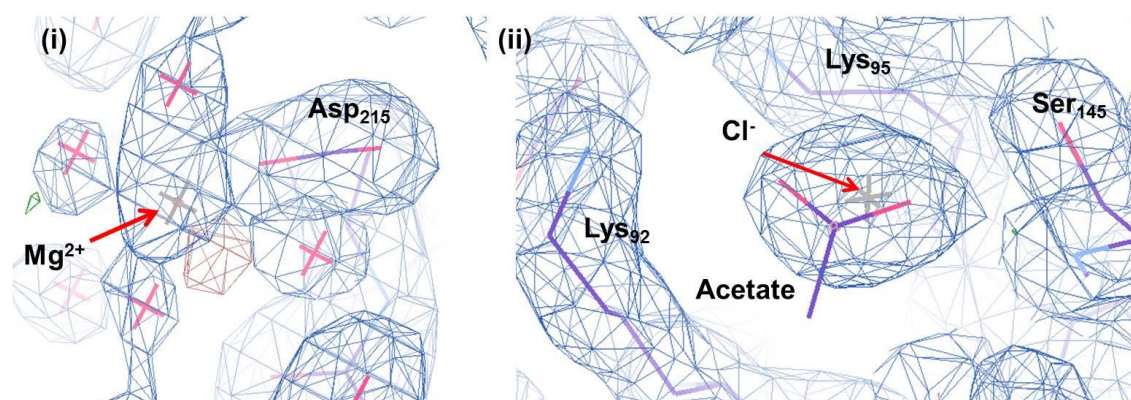 (i)
Asp₂₁₅
Mg²⁺
(ii)
Lys₉₅
Cl⁻
Ser₁₄₅
Lys₉₂
Acetate